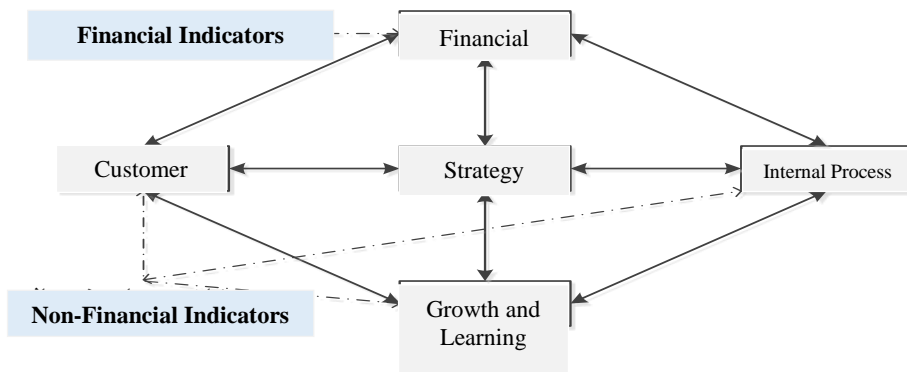 Financial Indicators
Financial
Customer
Strategy
Internal Process
Non-Financial Indicators
Growth and
Learning